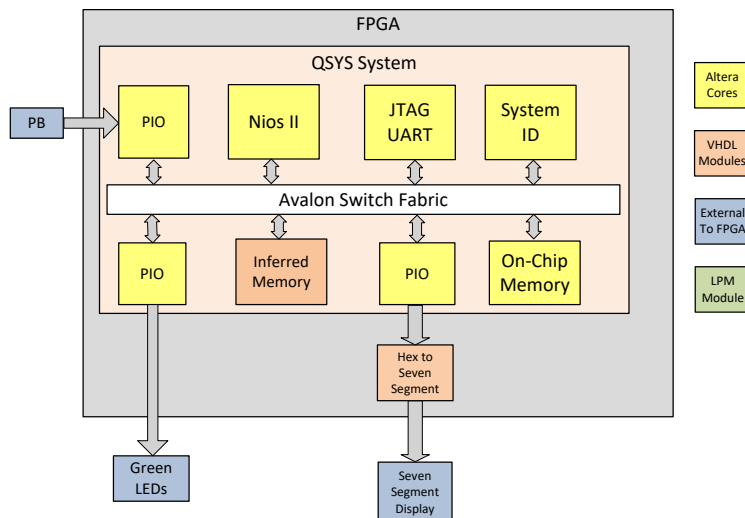 FPGA
QSYS System
PB
PIO
Nios II
JTAG
UART
System
ID
Avalon Switch Fabric
PIO
Inferred
Memory
PIO
On-Chip
Memory
Hex to
Seven
Segment
Green
LEDs
Seven
Segment
Display
Altera
Cores
VHDL
Modules
External
To FPGA
LPM
Module